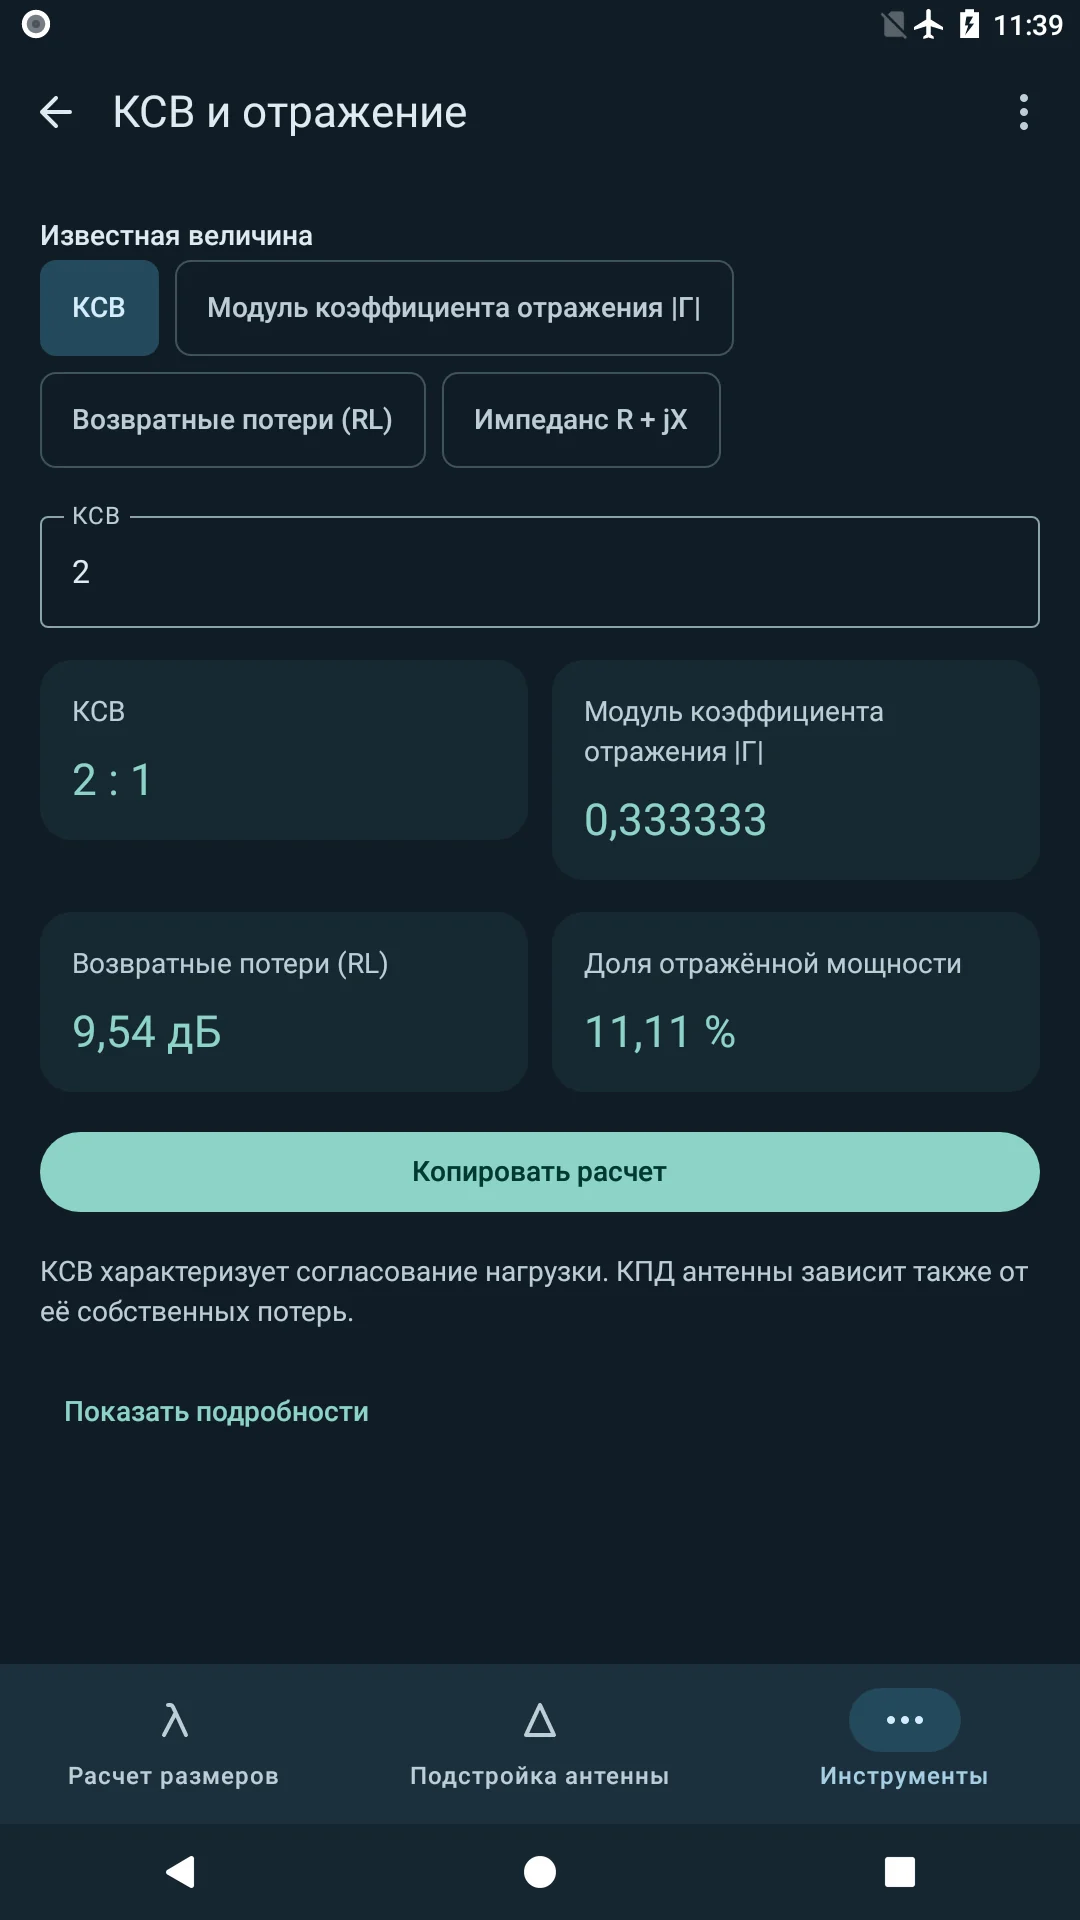 11:39
КСВ и отражение
Известная величина
КСВ
Модуль коэффициента отражения |Γ|
Возвратные потери (RL)
Импеданс R + jX
КСВ
2
КСВ
2 : 1
Модуль коэффициента
отражения |Γ|
0,333333
Возвратные потери (RL)
9,54 дБ
Доля отражённой мощности
11,11 %
Копировать расчет
КСВ характеризует согласование нагрузки. КПД антенны зависит также от
её собственных потерь.
Показать подробности
λ
Δ
Расчет размеров
Подстройка антенны
Инструменты